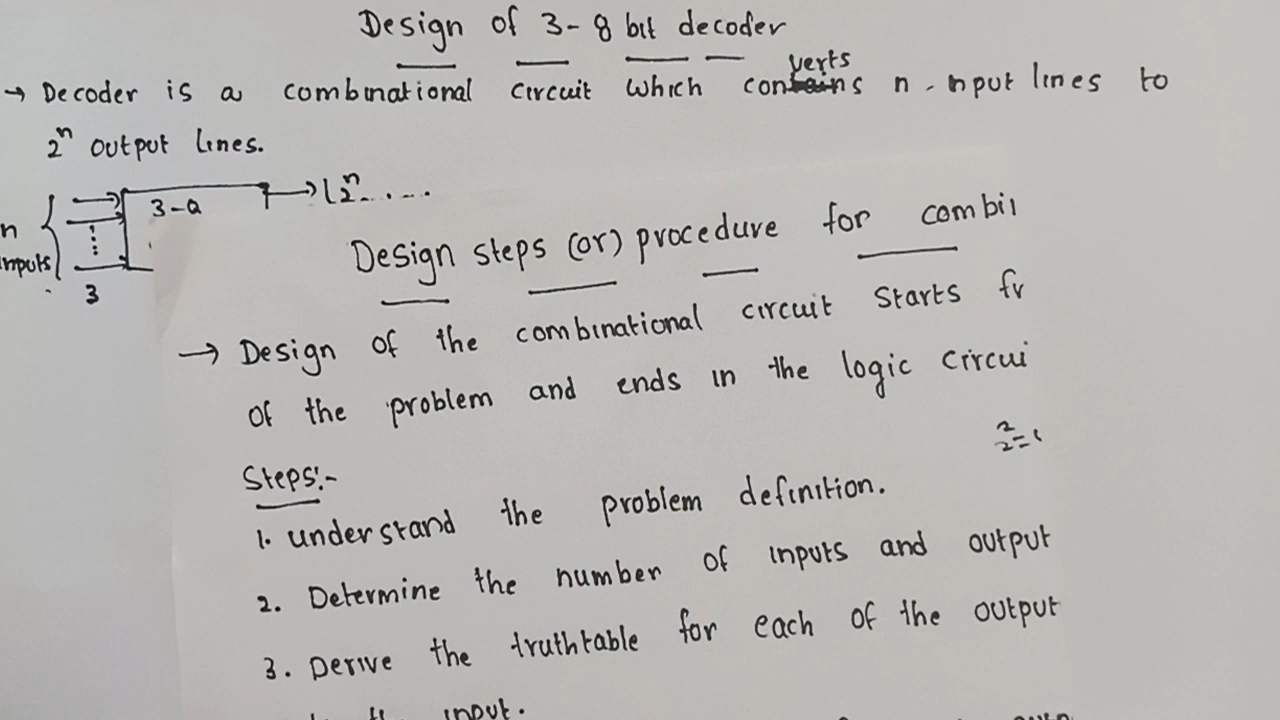 Design of 3-8 bit decoder
→ Decoder is a combinational circuit which converts n input lines to
2ⁿ output lines.
n inputs
3
3-
2ⁿ.....
Design steps (or) procedure for combin
→ Design of the combinational circuit starts fr
of the problem and ends in the logic circui
Steps:-
1. understand the problem definition.
2. Determine the number of inputs and output
3. Derive the truthtable for each of the output
input.